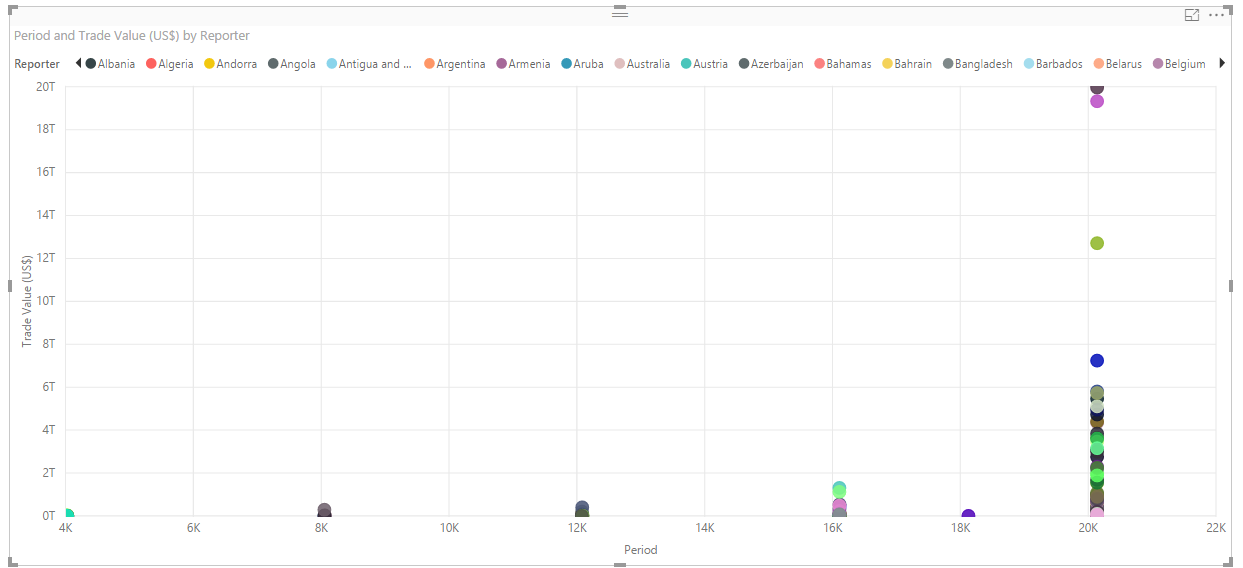 Period and Trade Value (US$) by Reporter
Reporter Albania Algeria Andorra Angola Antigua and ... Argentina Armenia Aruba Australia Austria Azerbaijan Bahamas Bahrain Bangladesh Barbados Belarus Belgium
20T
18T
16T
14T
12T
10T
8T
6T
4T
2T
0T
Trade Value (US$)
4K 6K 8K 10K 12K 14K 16K 18K 20K 22K
Period